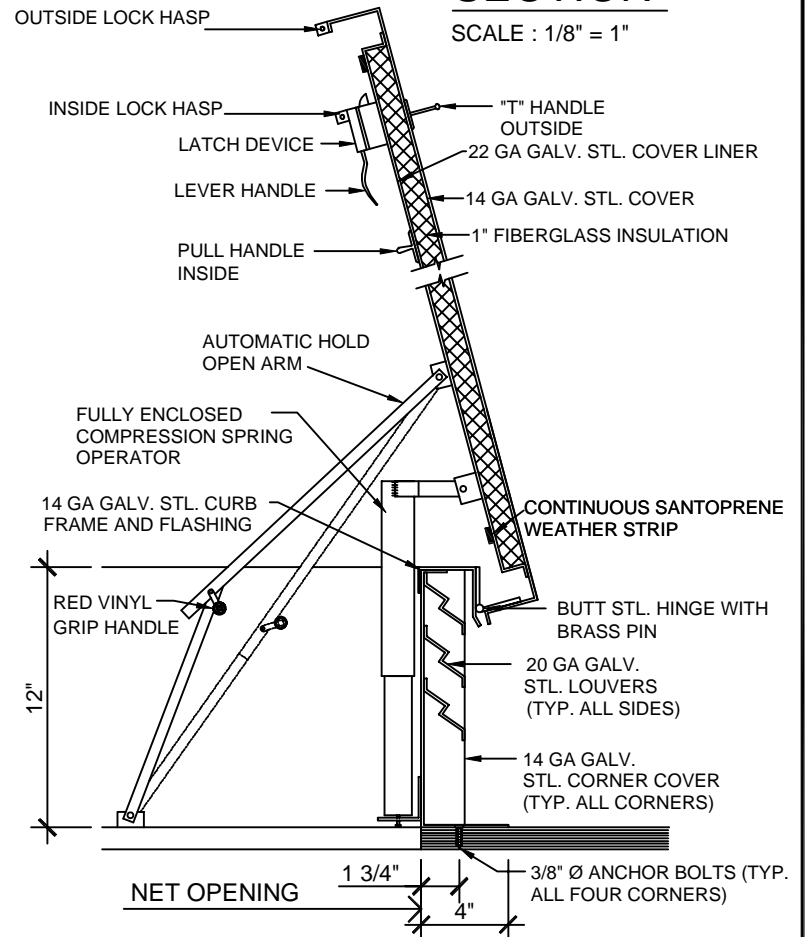 SECTION
SCALE : 1/8" = 1"
OUTSIDE LOCK HASP
INSIDE LOCK HASP
LATCH DEVICE
LEVER HANDLE
PULL HANDLE
INSIDE
"T" HANDLE
OUTSIDE
22 GA GALV. STL. COVER LINER
14 GA GALV. STL. COVER
1" FIBERGLASS INSULATION
AUTOMATIC HOLD
OPEN ARM
FULLY ENCLOSED
COMPRESSION SPRING
OPERATOR
14 GA GALV. STL. CURB
FRAME AND FLASHING
CONTINUOUS SANTOPRENE
WEATHER STRIP
RED VINYL
GRIP HANDLE
BUTT STL. HINGE WITH
BRASS PIN
20 GA GALV.
STL. LOUVERS
(TYP. ALL SIDES)
12"
14 GA GALV.
STL. CORNER COVER
(TYP. ALL CORNERS)
3/8" Ø ANCHOR BOLTS (TYP.
ALL FOUR CORNERS)
1 3/4"
NET OPENING
4"